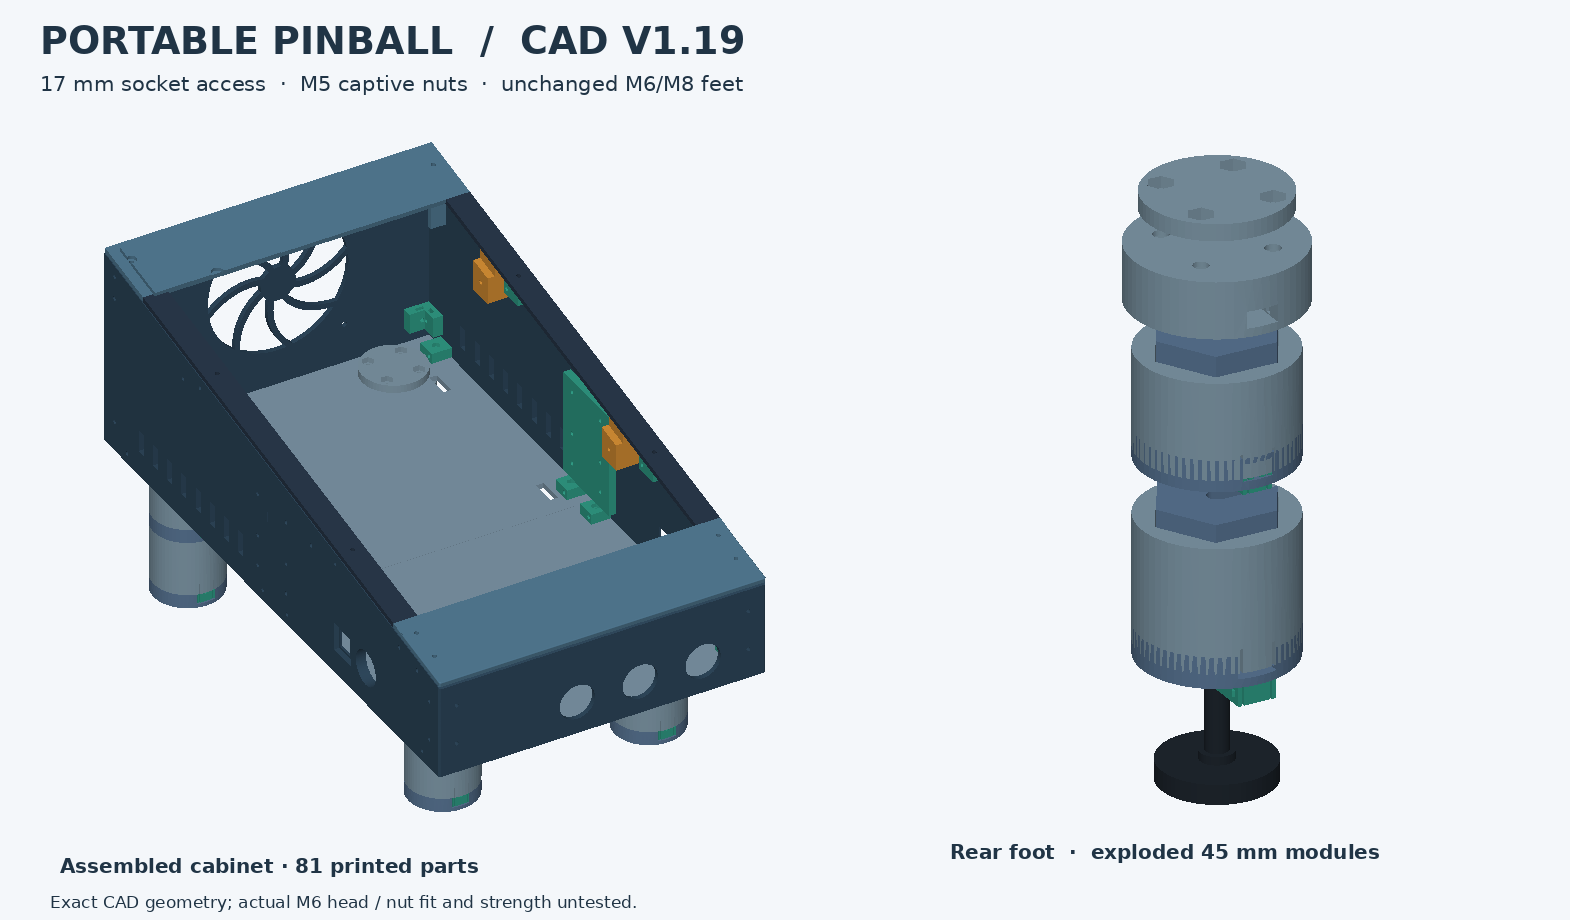 PORTABLE PINBALL / CAD V1.19
17 mm socket access · M5 captive nuts · unchanged M6/M8 feet
Assembled cabinet · 81 printed parts
Rear foot · exploded 45 mm modules
Exact CAD geometry; actual M6 head / nut fit and strength untested.